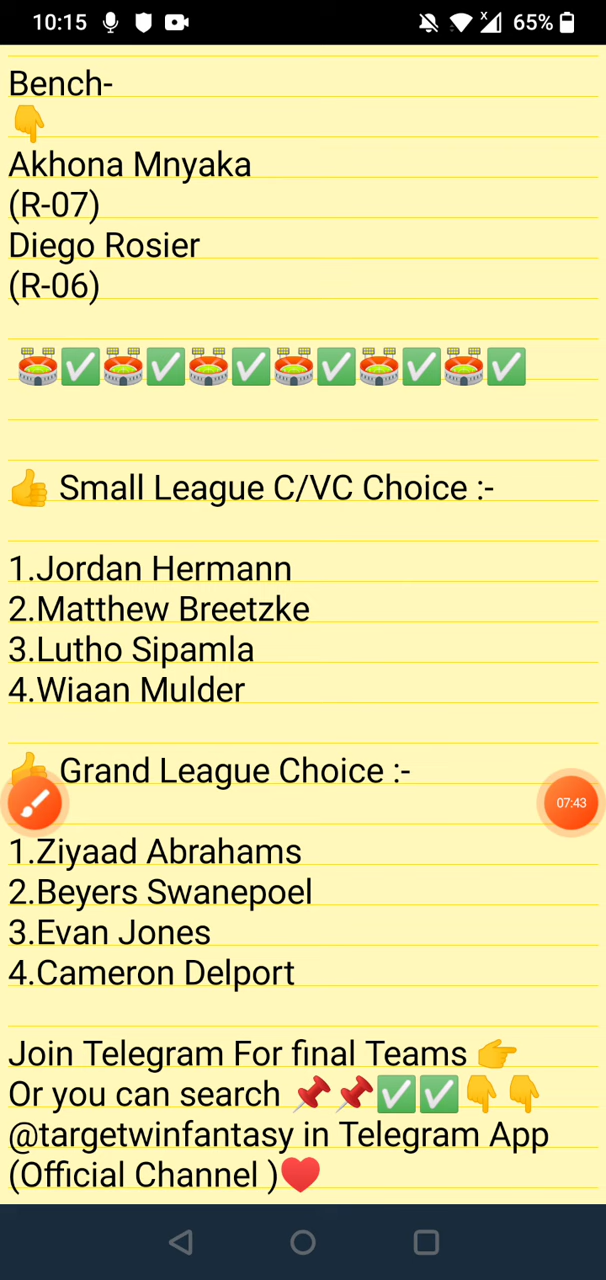 10:15
65%
Bench-
👇
Akhona Mnyaka
(R-07)
Diego Rosier
(R-06)
🏟✅🏟✅🏟✅🏟✅🏟✅🏟✅
👍 Small League C/VC Choice :-
1.Jordan Hermann
2.Matthew Breetzke
3.Lutho Sipamla
4.Wiaan Mulder
👍 Grand League Choice :-
07:43
1.Ziyaad Abrahams
2.Beyers Swanepoel
3.Evan Jones
4.Cameron Delport
Join Telegram For final Teams 👉
Or you can search 📌📌✅✅👇👇
@targetwinfantasy in Telegram App
(Official Channel )♥️